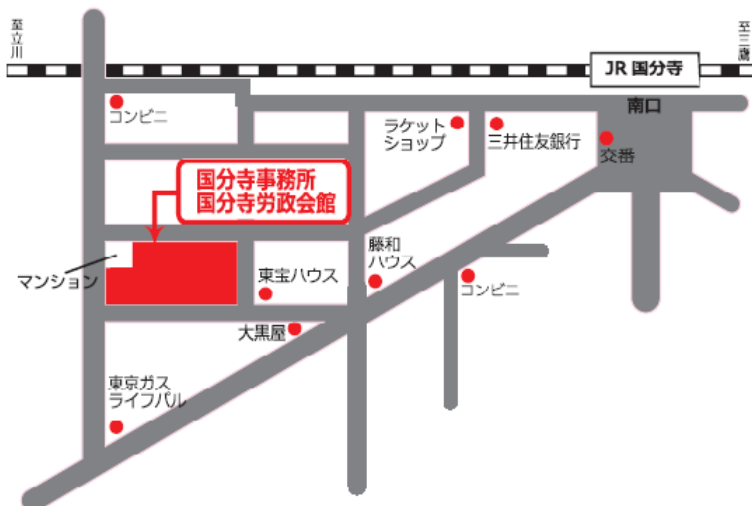 至立川
至三鷹
JR 国分寺
南口
コンビニ
ラケット
ショップ
三井住友銀行
交番
国分寺事務所
国分寺労政会館
マンション
東宝ハウス
藤和
ハウス
コンビニ
大黒屋
東京ガス
ライフパル